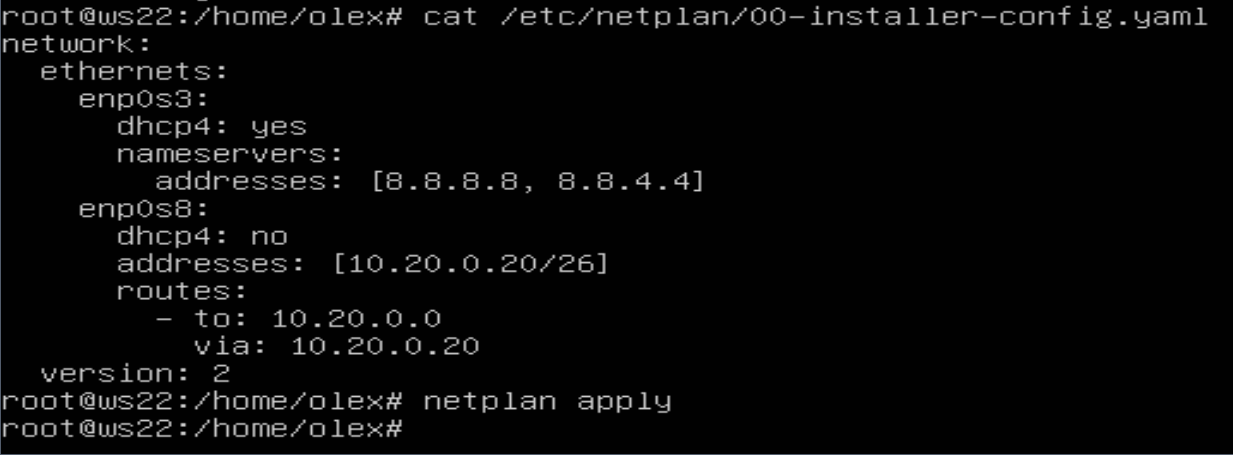 root@ws22:/home/olex# cat /etc/netplan/00-installer-config.yaml
network:
  ethernets:
    enp0s3:
      dhcp4: yes
      nameservers:
        addresses: [8.8.8.8, 8.8.4.4]
    enp0s8:
      dhcp4: no
      addresses: [10.20.0.20/26]
      routes:
        - to: 10.20.0.0
          via: 10.20.0.20
  version: 2
root@ws22:/home/olex# netplan apply
root@ws22:/home/olex#